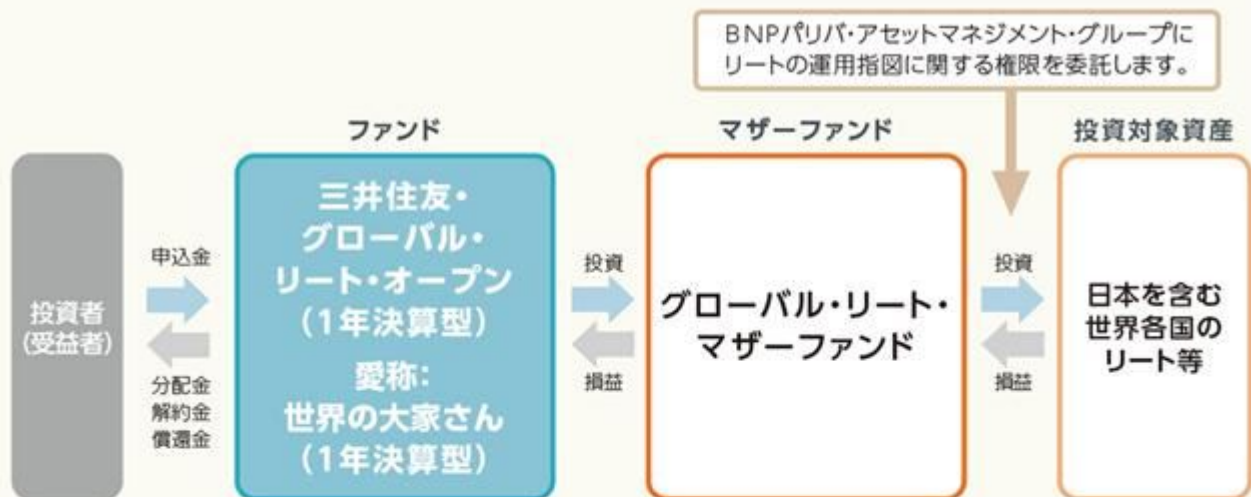 BNPパリバ・アセットマネジメント・グループに
リートの運用指図に関する権限を委託します。
ファンド
マザーファンド
投資対象資産
投資者
(受益者)
申込金
分配金
解約金
償還金
三井住友・
グローバル・
リート・オープン
(1年決算型)
愛称:
世界の大家さん
(1年決算型)
投資
損益
グローバル・リート・
マザーファンド
投資
損益
日本を含む
世界各国の
リート等